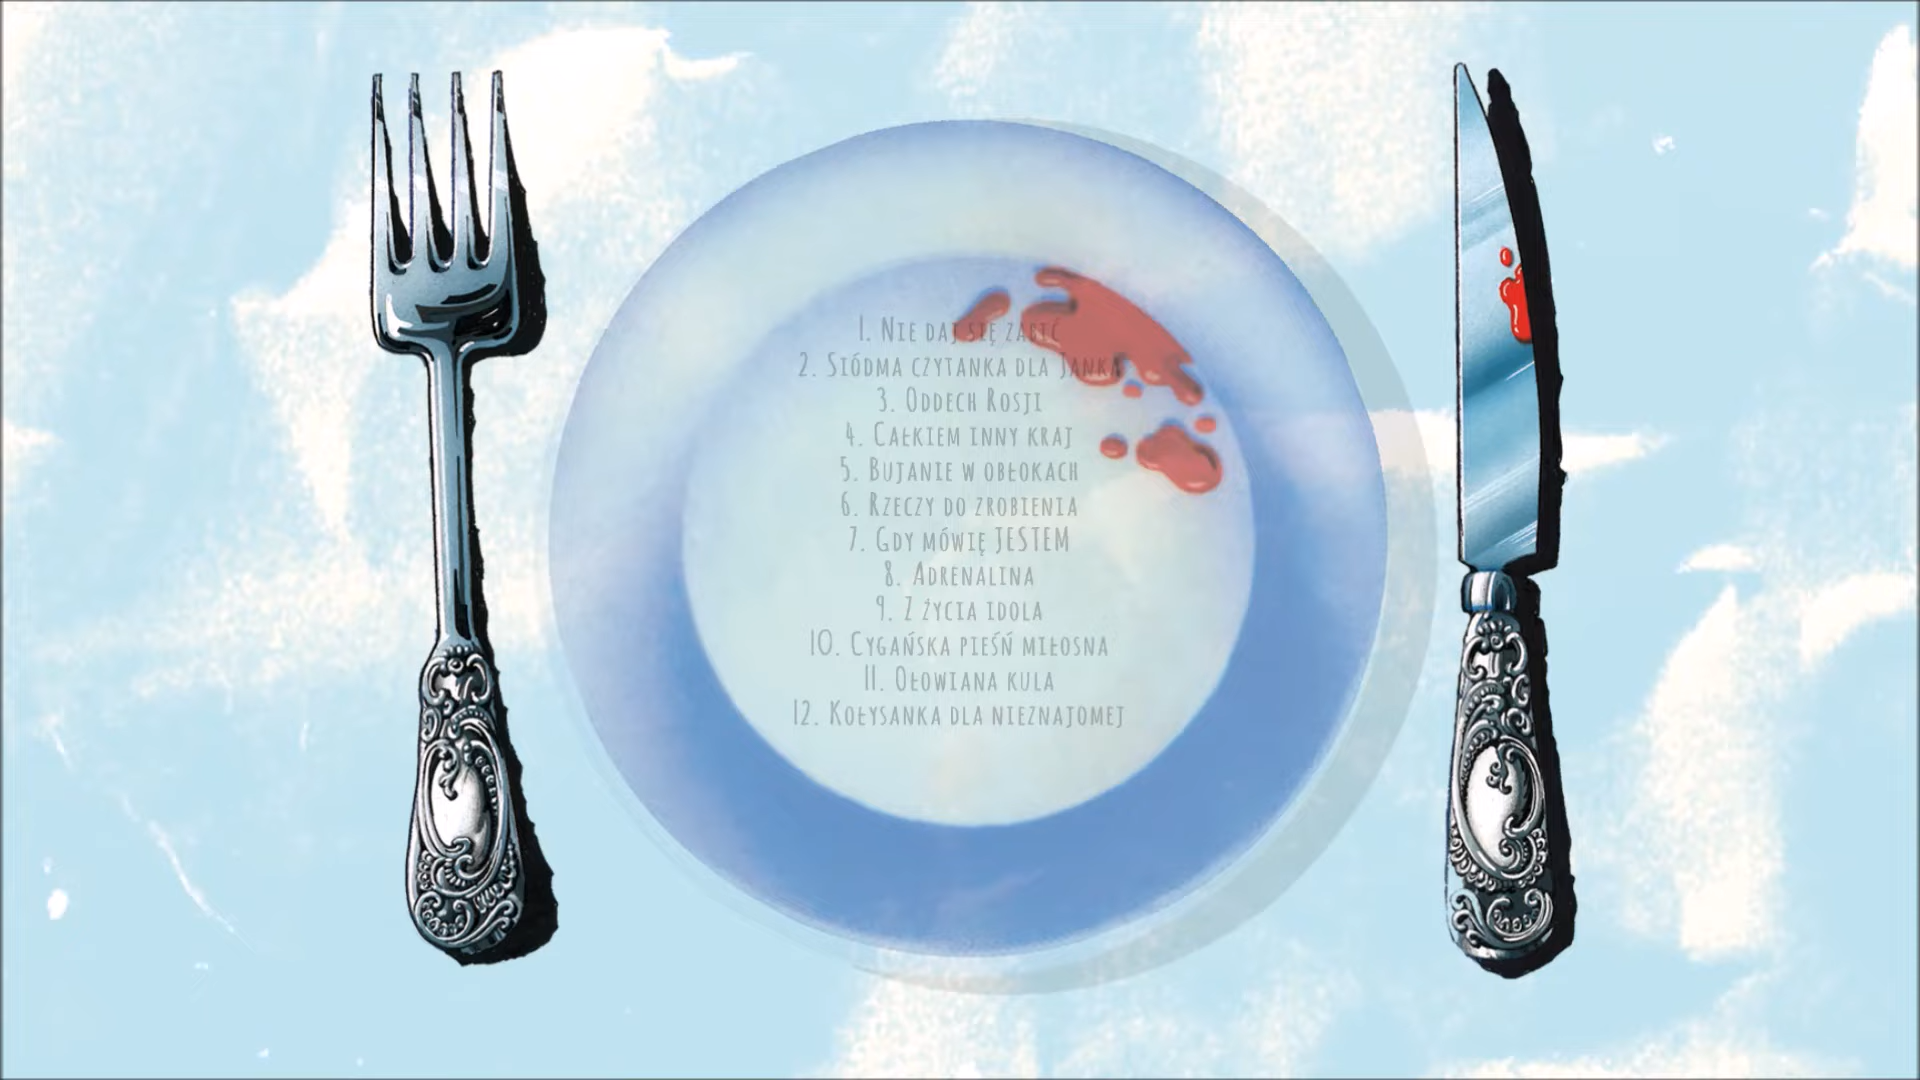 1. Nie daj się zabić
2. Siódma czytanka dla Janka
3. Oddech Rosji
4. Całkiem inny kraj
5. Bujanie w obłokach
6. Rzeczy do zrobienia
7. Gdy mówię JESTEM
8. Adrenalina
9. Z życia idola
10. Cygańska pieśń miłosna
11. Ołowiana kula
12. Kołysanka dla nieznajomej